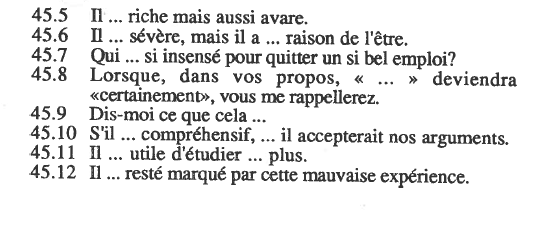 45.5 Il ... riche mais aussi avare.
45.6 Il ... sévère, mais il a ... raison de l'être.
45.7 Qui ... si insensé pour quitter un si bel emploi?
45.8 Lorsque, dans vos propos, « ... » deviendra
«certainement», vous me rappellerez.
45.9 Dis-moi ce que cela ...
45.10 S'il ... compréhensif, ... il accepterait nos arguments.
45.11 Il ... utile d'étudier ... plus.
45.12 Il ... resté marqué par cette mauvaise expérience.